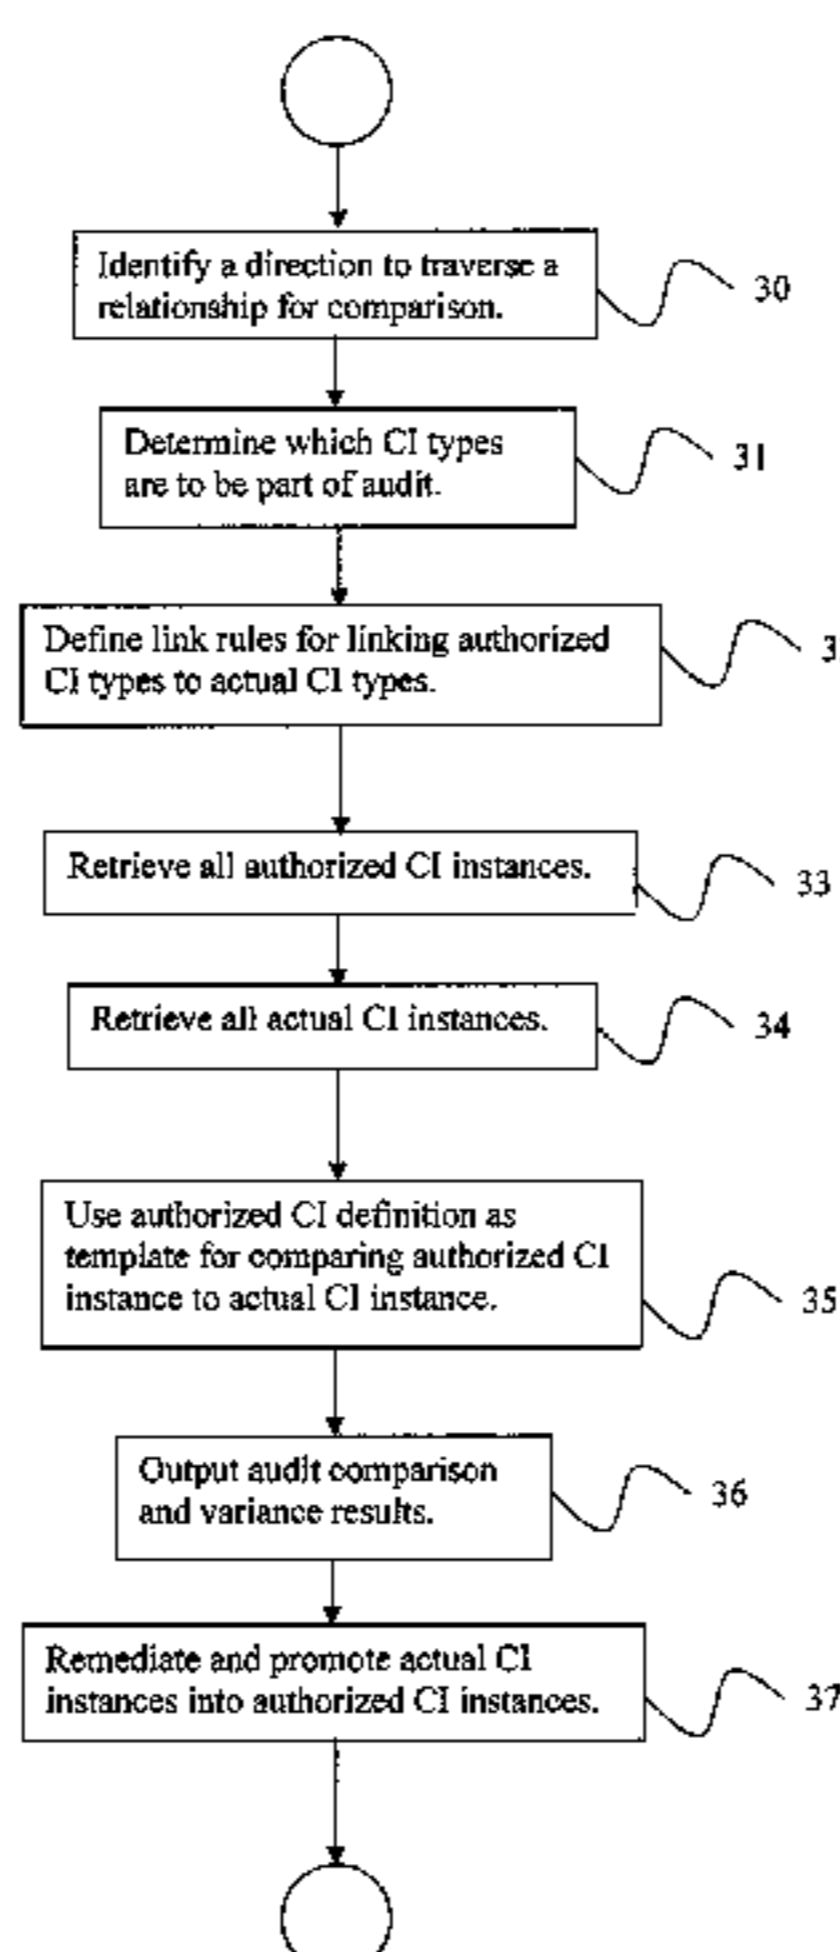 Identify a direction to traverse a
relationship for comparison.
30
Determine which CI types
are to be part of audit.
31
Define link rules for linking authorized
CI types to actual CI types.
3
Retrieve all authorized CI instances.
33
Retrieve all actual CI instances.
34
Use authorized CI definition as
template for comparing authorized CI
instance to actual CI instance.
35
Output audit comparison
and variance results.
36
Remediate and promote actual CI
instances into authorized CI instances.
37